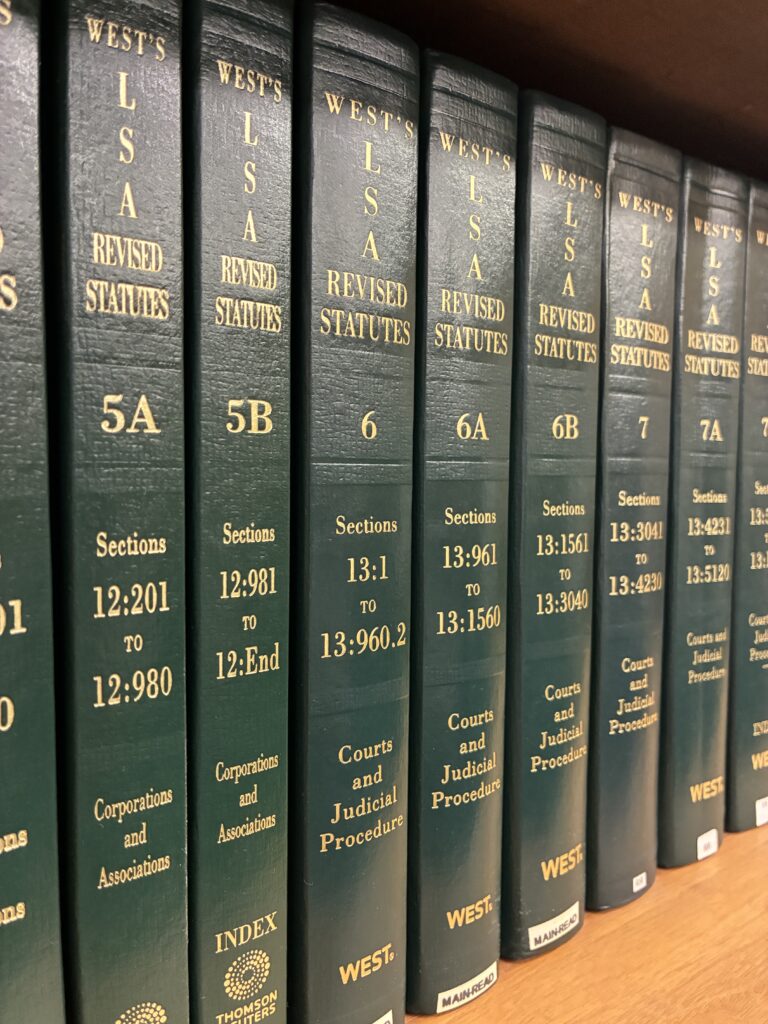 WEST'S
L
S
A
REVISED
STATUTES
5A
Sections
12:201
TO
12:980
Corporations
and
Associations
WEST'S
L
S
A
REVISED
STATUTES
5B
Sections
12:981
TO
12:End
Corporations
and
Associations
INDEX
THOMSON
REUTERS
WEST'S
L
S
A
REVISED
STATUTES
6
Sections
13:1
TO
13:960.2
Courts
and
Judicial
Procedure
WEST.
WEST'S
L
S
A
REVISED
STATUTES
6A
Sections
13:961
TO
13:1560
Courts
and
Judicial
Procedure
WEST.
MAIN-READ
WEST'S
L
S
A
REVISED
STATUTES
6B
Sections
13:1561
TO
13:3040
Courts
and
Judicial
Procedure
WEST.
MAIN-READ
WEST'S
L
S
A
REVISED
STATUTES
7
Sections
13:3041
TO
13:4230
Courts
and
Judicial
Procedure
WEST'S
L
S
A
REVISED
STATUTES
7A
Sections
13:4231
TO
13:5120
Courts and
Judicial
Procedure
WEST.